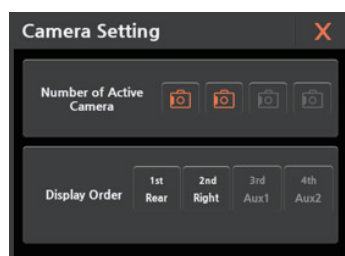 Camera Setting X
Number of Active
Camera
1st 2nd 3rd 4th
Display Order Rear Right Aux1 Aux2